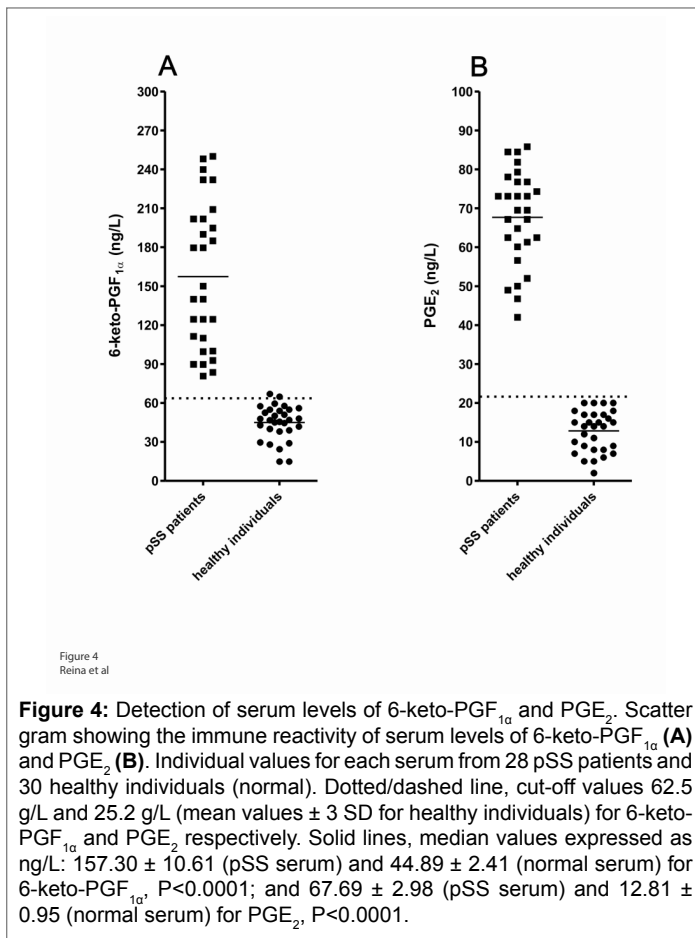 A
B
300
270
240
210
180
150
120
90
60
30
0
6-keto-PGF1α (ng/L)
pSS patients
healthy individuals
100
90
80
70
60
50
40
30
20
10
0
PGE2 (ng/L)
pSS patients
healthy individuals
Figure 4
Reina et al
Figure 4: Detection of serum levels of 6-keto-PGF1α and PGE2. Scatter
gram showing the immune reactivity of serum levels of 6-keto-PGF1α (A)
and PGE2 (B). Individual values for each serum from 28 pSS patients and
30 healthy individuals (normal). Dotted/dashed line, cut-off values 62.5
g/L and 25.2 g/L (mean values ± 3 SD for healthy individuals) for 6-keto-
PGF1α and PGE2 respectively. Solid lines, median values expressed as
ng/L: 157.30 ± 10.61 (pSS serum) and 44.89 ± 2.41 (normal serum) for
6-keto-PGF1α, P<0.0001; and 67.69 ± 2.98 (pSS serum) and 12.81 ±
0.95 (normal serum) for PGE2, P<0.0001.